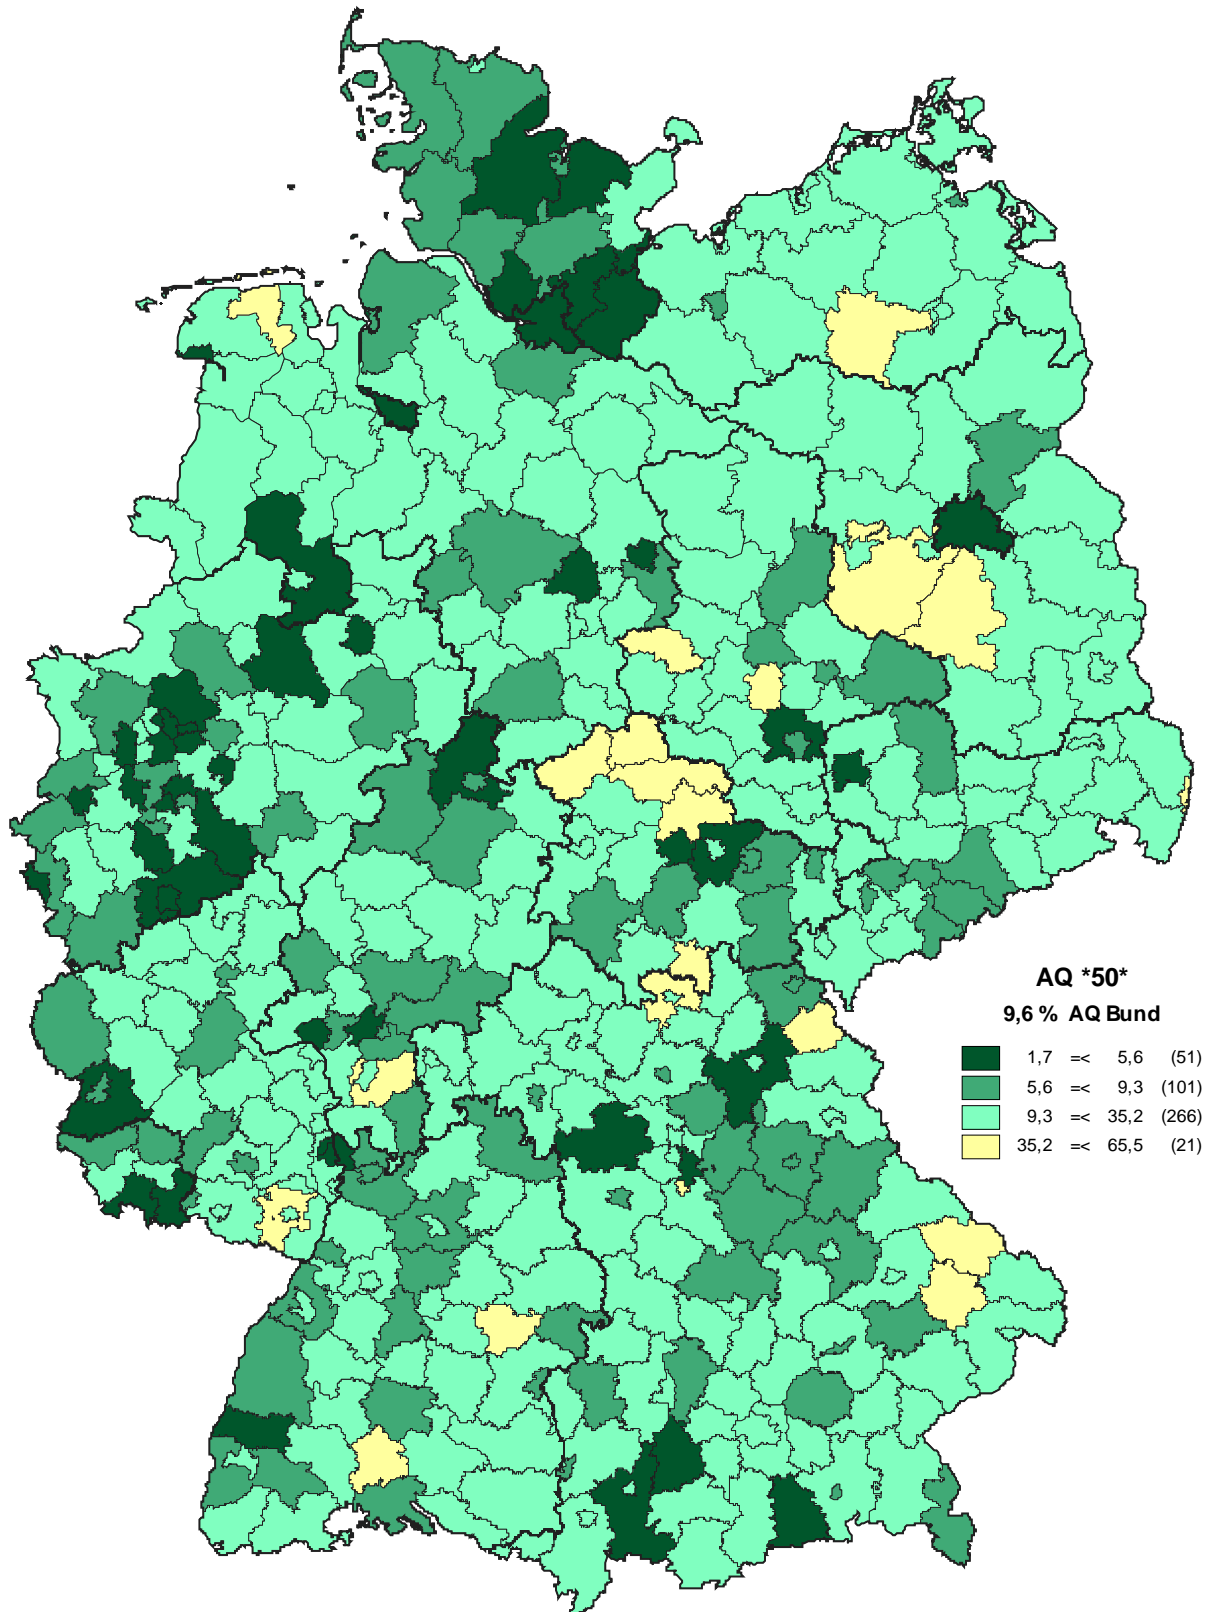 AQ *50*
9,6 % AQ Bund
1,7 =< 5,6 (51)
5,6 =< 9,3 (101)
9,3 =< 35,2 (266)
35,2 =< 65,5 (21)